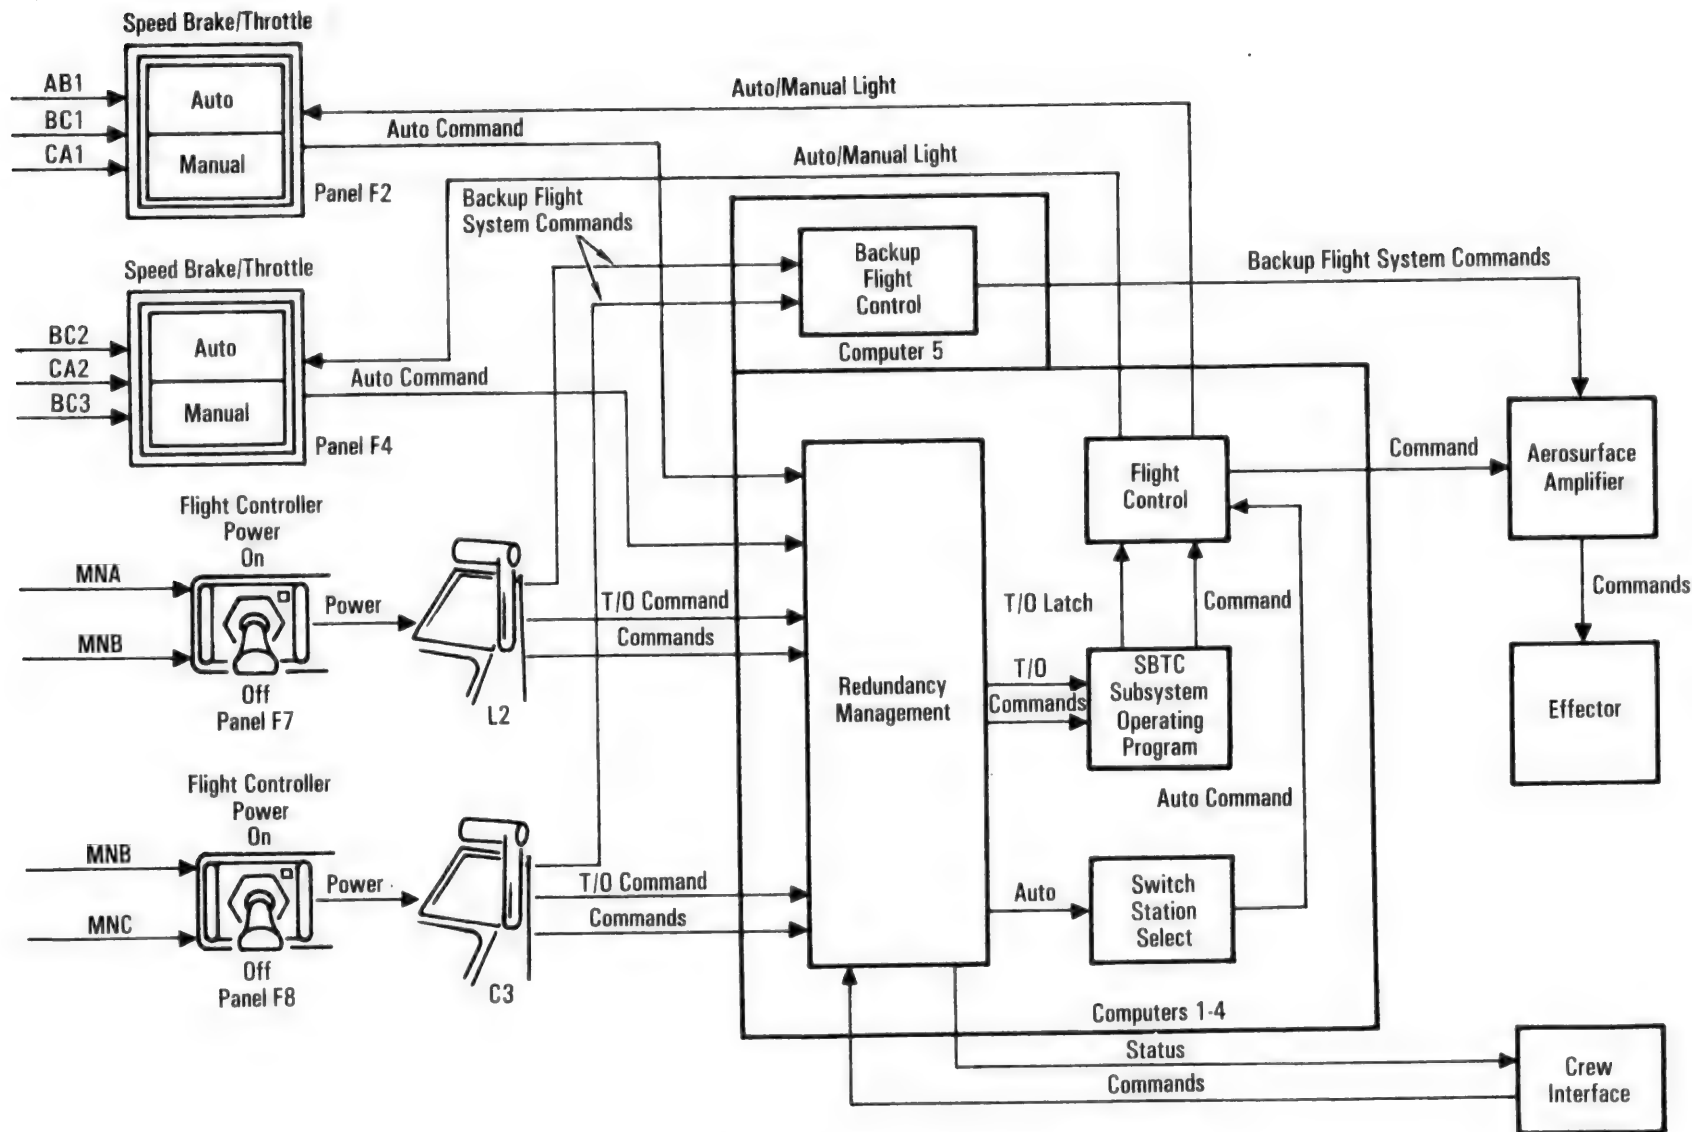 Speed Brake/Throttle
AB1
BC1
CA1
Auto
Manual
Panel F2
Auto/Manual Light
Auto Command
Auto/Manual Light
Backup Flight
System Commands
Speed Brake/Throttle
BC2
CA2
BC3
Auto
Manual
Panel F4
Auto Command
Backup
Flight
Control
Computer 5
Backup Flight System Commands
Flight
Control
Command
Aerosurface
Amplifier
Commands
Effector
Flight Controller
Power
On
MNA
MNB
Off
Panel F7
Power
L2
T/O Command
Commands
Redundancy
Management
T/O Latch
Command
T/O
Commands
SBTC
Subsystem
Operating
Program
Auto Command
Flight Controller
Power
On
MNB
MNC
Off
Panel F8
Power
C3
T/O Command
Commands
Auto
Switch
Station
Select
Computers 1-4
Status
Commands
Crew
Interface